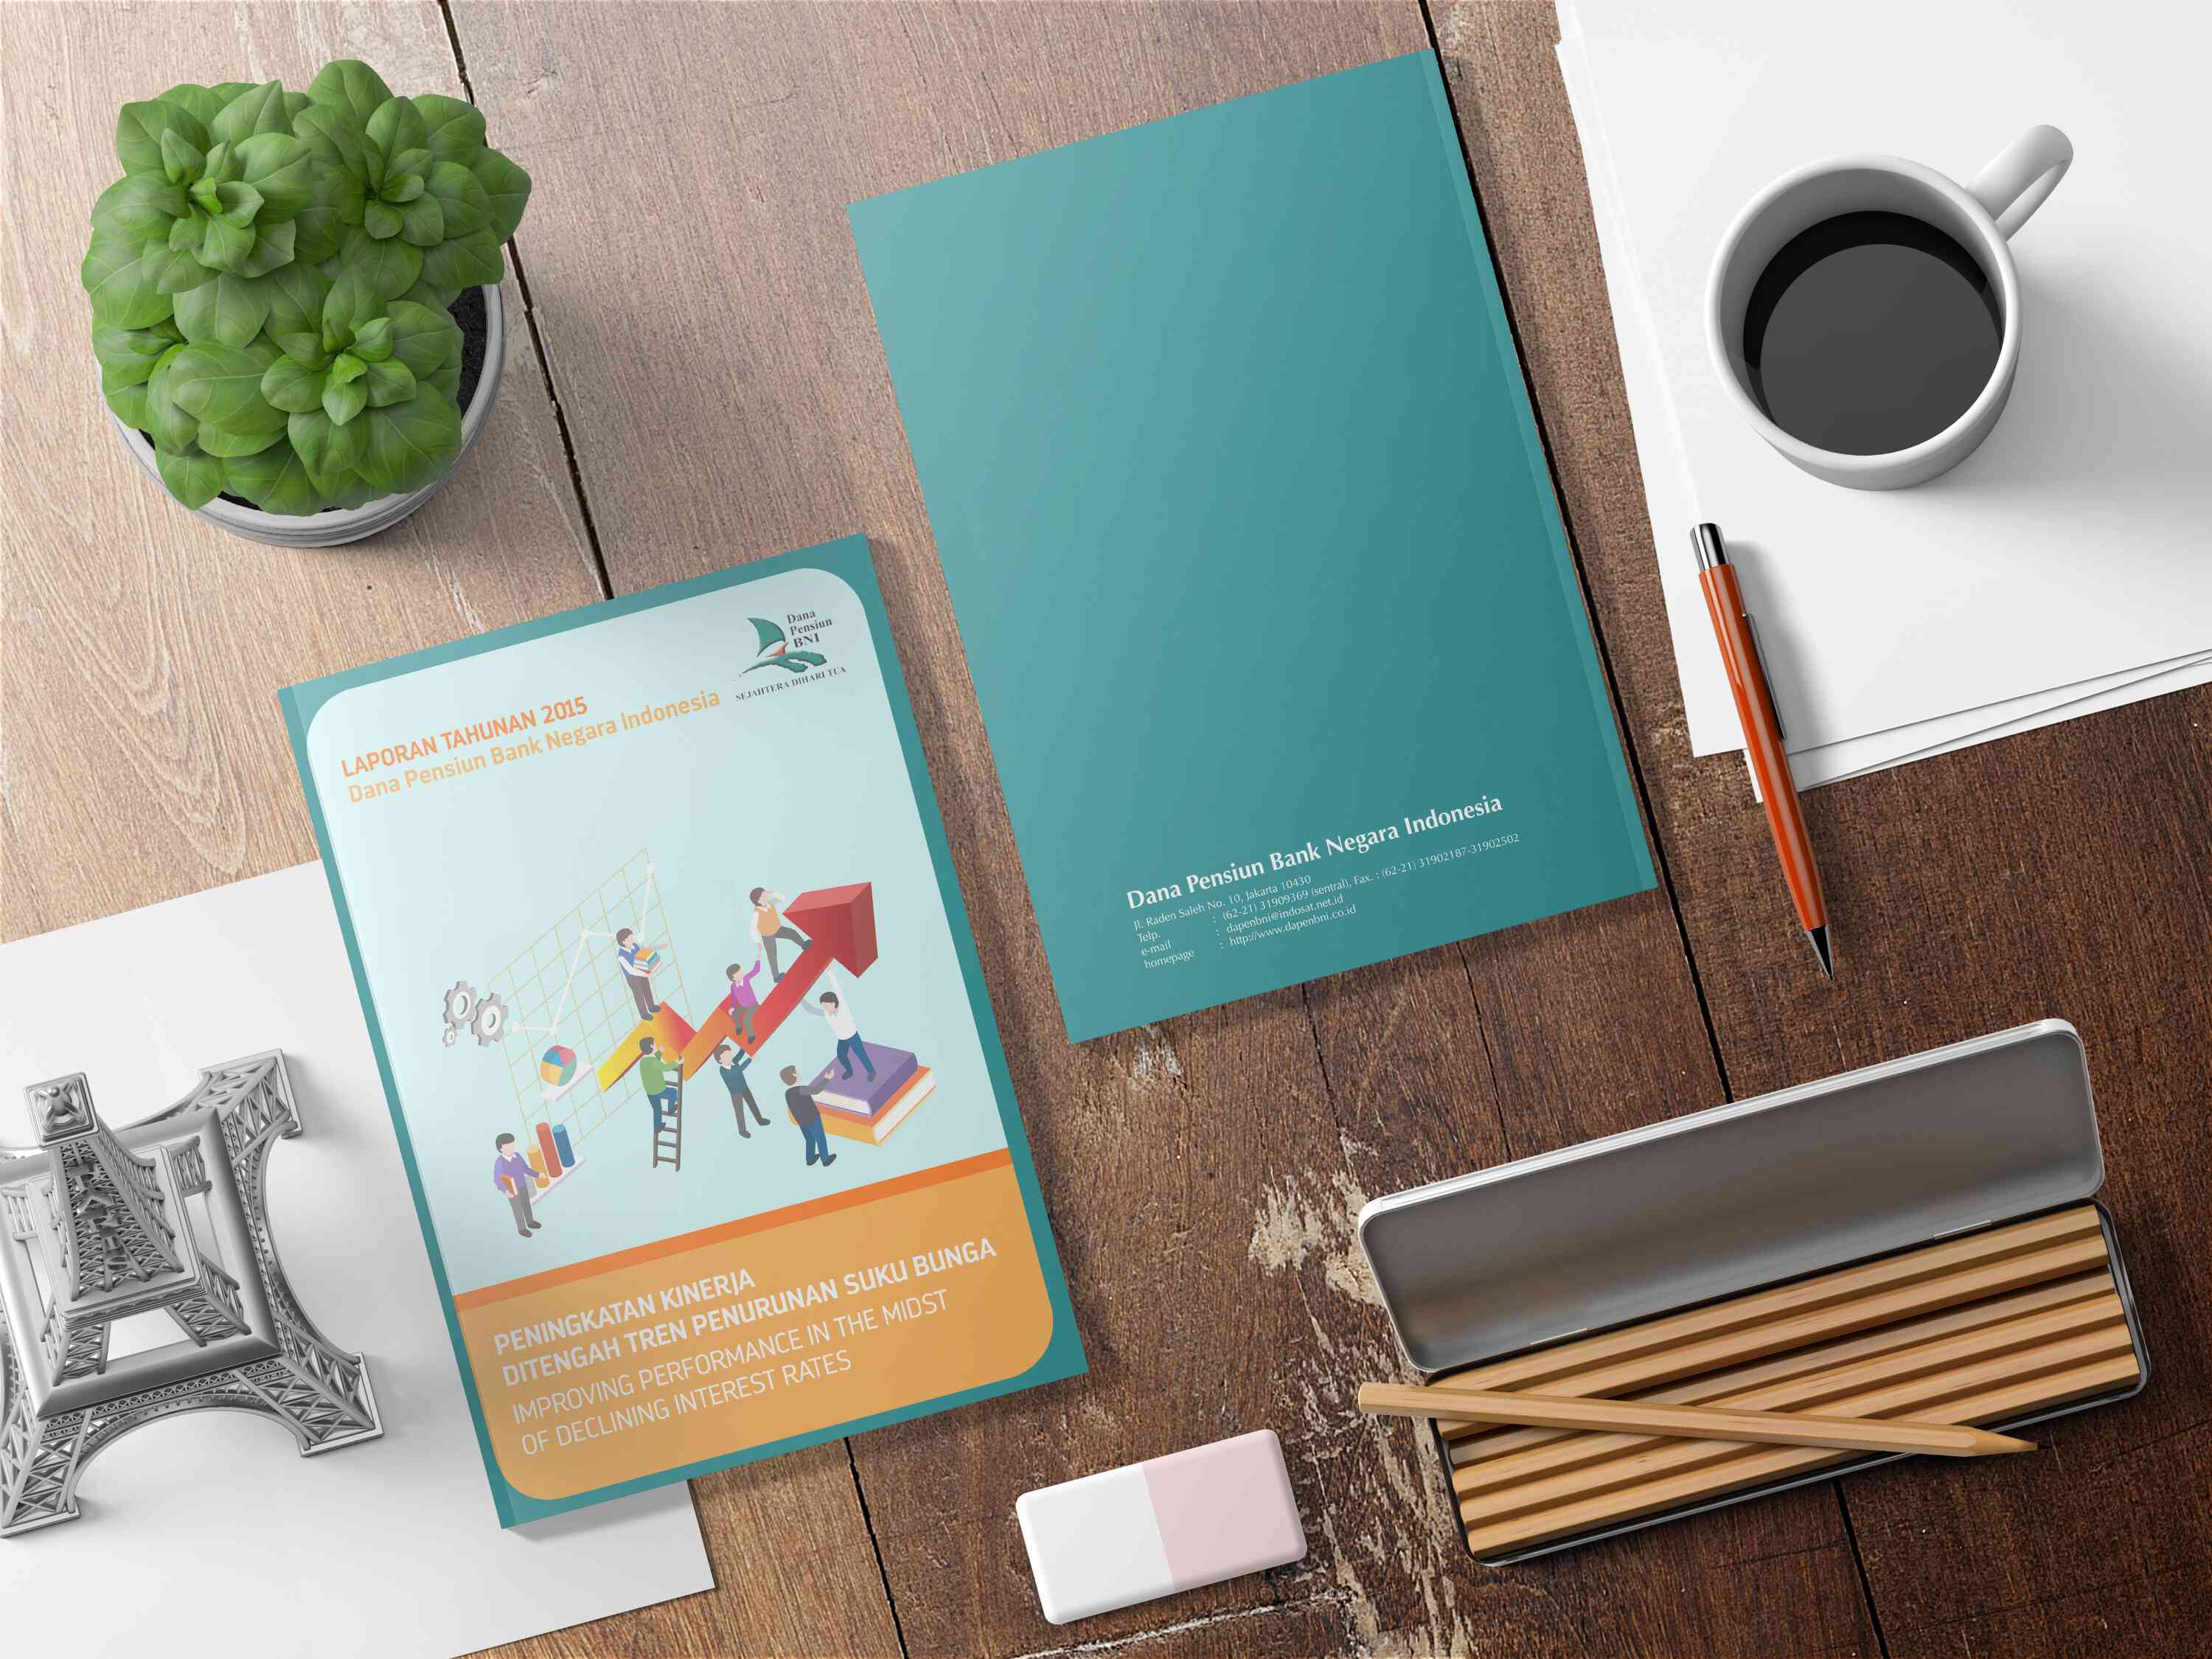 Dana
Pensiun
BNI
SEJAHTERA DIHARI TUA
LAPORAN TAHUNAN 2015
Dana Pensiun Bank Negara Indonesia
PENINGKATAN KINERJA
DITENGAH TREN PENURUNAN SUKU BUNGA
IMPROVING PERFORMANCE IN THE MIDST
OF DECLINING INTEREST RATES
Dana Pensiun Bank Negara Indonesia
Jl. Raden Saleh No. 10, Jakarta 10430
Telp. : (62-21) 31909369 (sentral), Fax. : (62-21) 31902187-31902502
e-mail : dapenbni@indosat.net.id
homepage : http://www.dapenbni.co.id